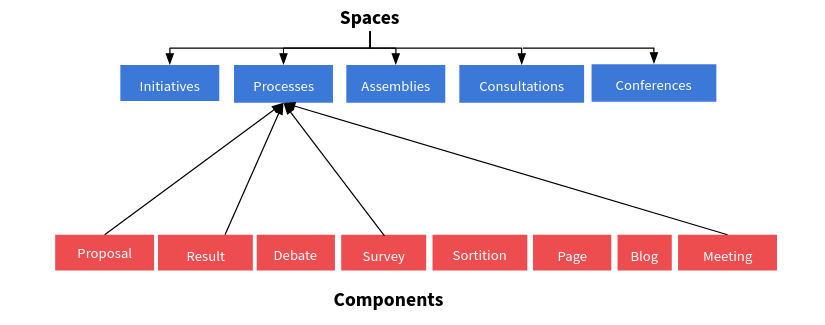 Spaces
Initiatives
Processes
Assemblies
Consultations
Conferences
Proposal
Result
Debate
Survey
Sortition
Page
Blog
Meeting
Components